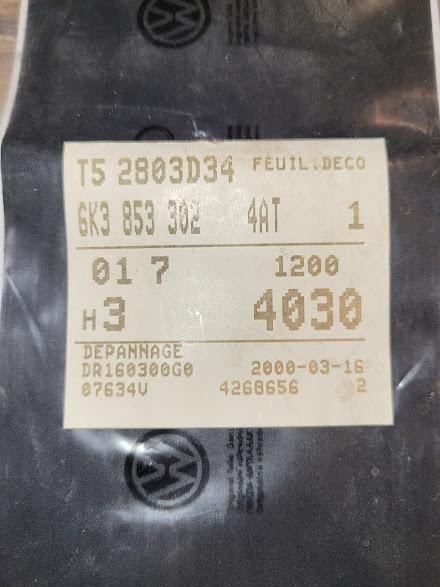 T5 2803D34 FEUIL.DECO
6K3 853 302 4AT 1
01 7 1200
H3 4030
DEPANNAGE
DR160300G0 2000-03-16
07634V 4268656 2